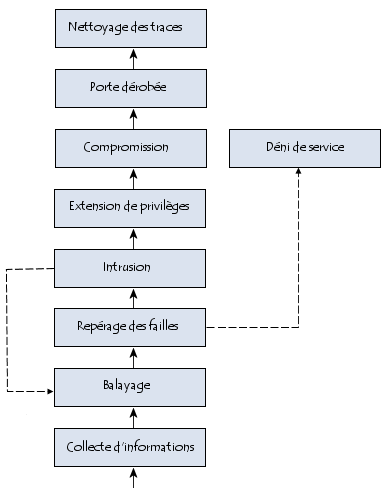 Nettoyage des traces
Porte dérobée
Compromission
Déni de service
Extension de privilèges
Intrusion
Repérage des failles
Balayage
Collecte d'informations